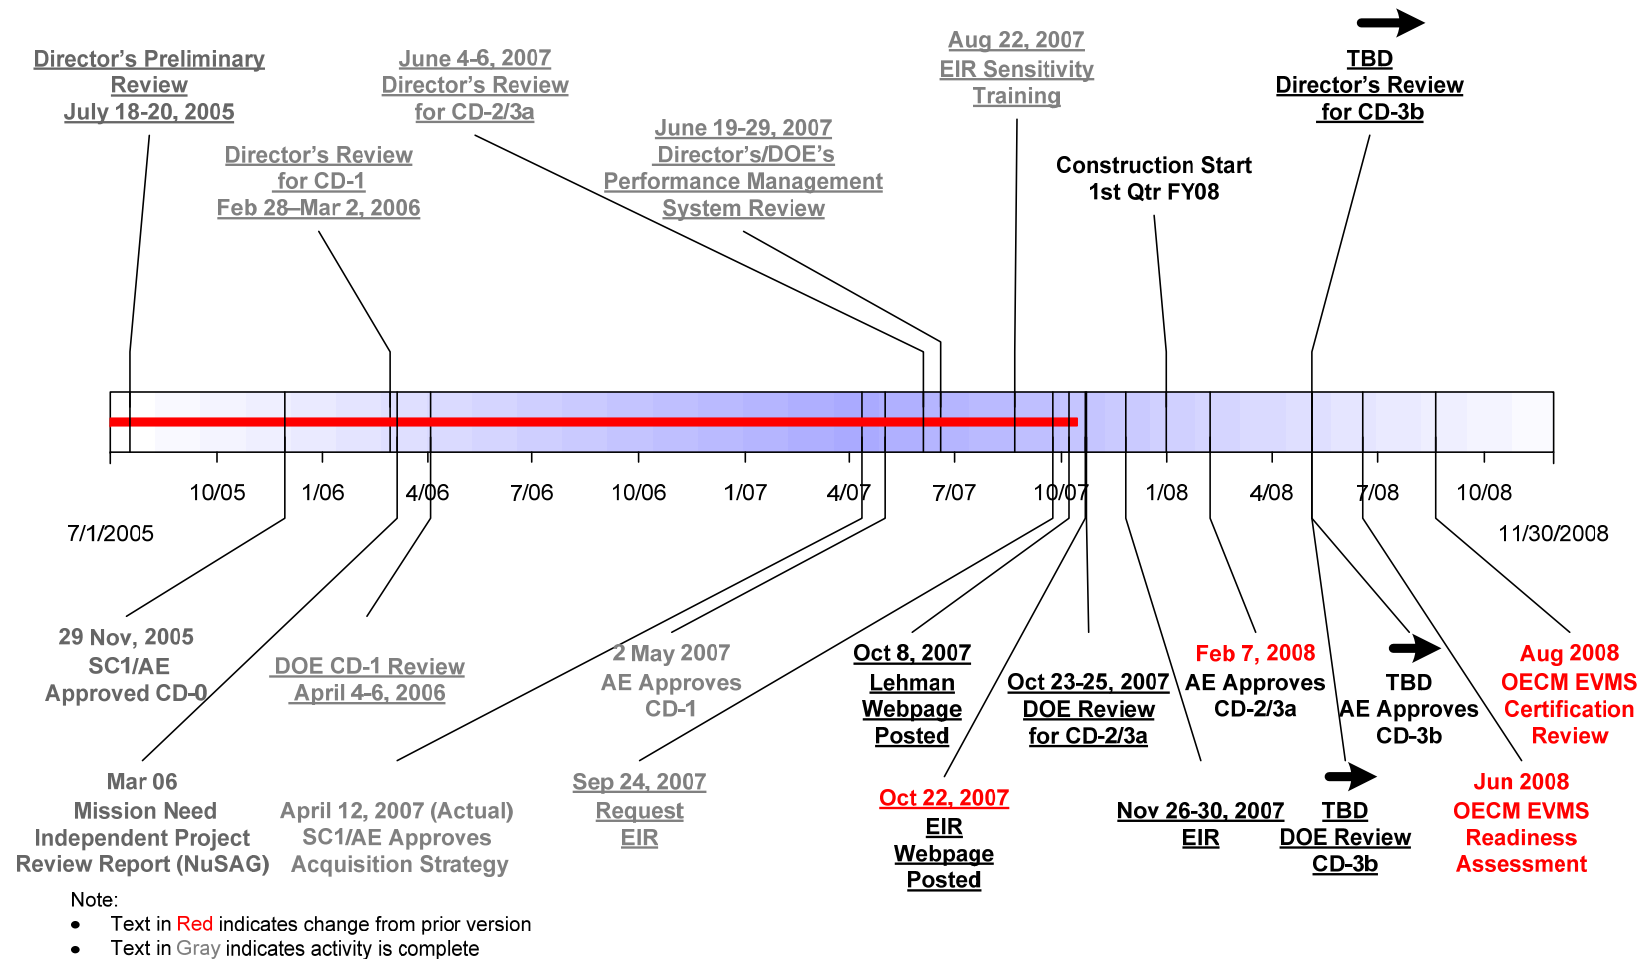 Director’s Preliminary
Review
July 18-20, 2005
June 4-6, 2007
Director’s Review
for CD-2/3a
Aug 22, 2007
EIR Sensitivity
Training
TBD
Director’s Review
for CD-3b
Director’s Review
for CD-1
Feb 28–Mar 2, 2006
June 19-29, 2007
Director’s/DOE’s
Performance Management
System Review
Construction Start
1st Qtr FY08
10/05
1/06
4/06
7/06
10/06
1/07
4/07
7/07
10/07
1/08
4/08
7/08
10/08
7/1/2005
11/30/2008
29 Nov, 2005
SC1/AE
Approved CD-0
DOE CD-1 Review
April 4-6, 2006
2 May 2007
AE Approves
CD-1
Oct 8, 2007
Lehman
Webpage
Posted
Oct 23-25, 2007
DOE Review
for CD-2/3a
Feb 7, 2008
AE Approves
CD-2/3a
TBD
AE Approves
CD-3b
Aug 2008
OECM EVMS
Certification
Review
Mar 06
Mission Need
Independent Project
Review Report (NuSAG)
April 12, 2007 (Actual)
SC1/AE Approves
Acquisition Strategy
Sep 24, 2007
Request
EIR
Oct 22, 2007
EIR
Webpage
Posted
Nov 26-30, 2007
EIR
TBD
DOE Review
CD-3b
Jun 2008
OECM EVMS
Readiness
Assessment
Note:
• Text in Red indicates change from prior version
• Text in Gray indicates activity is complete